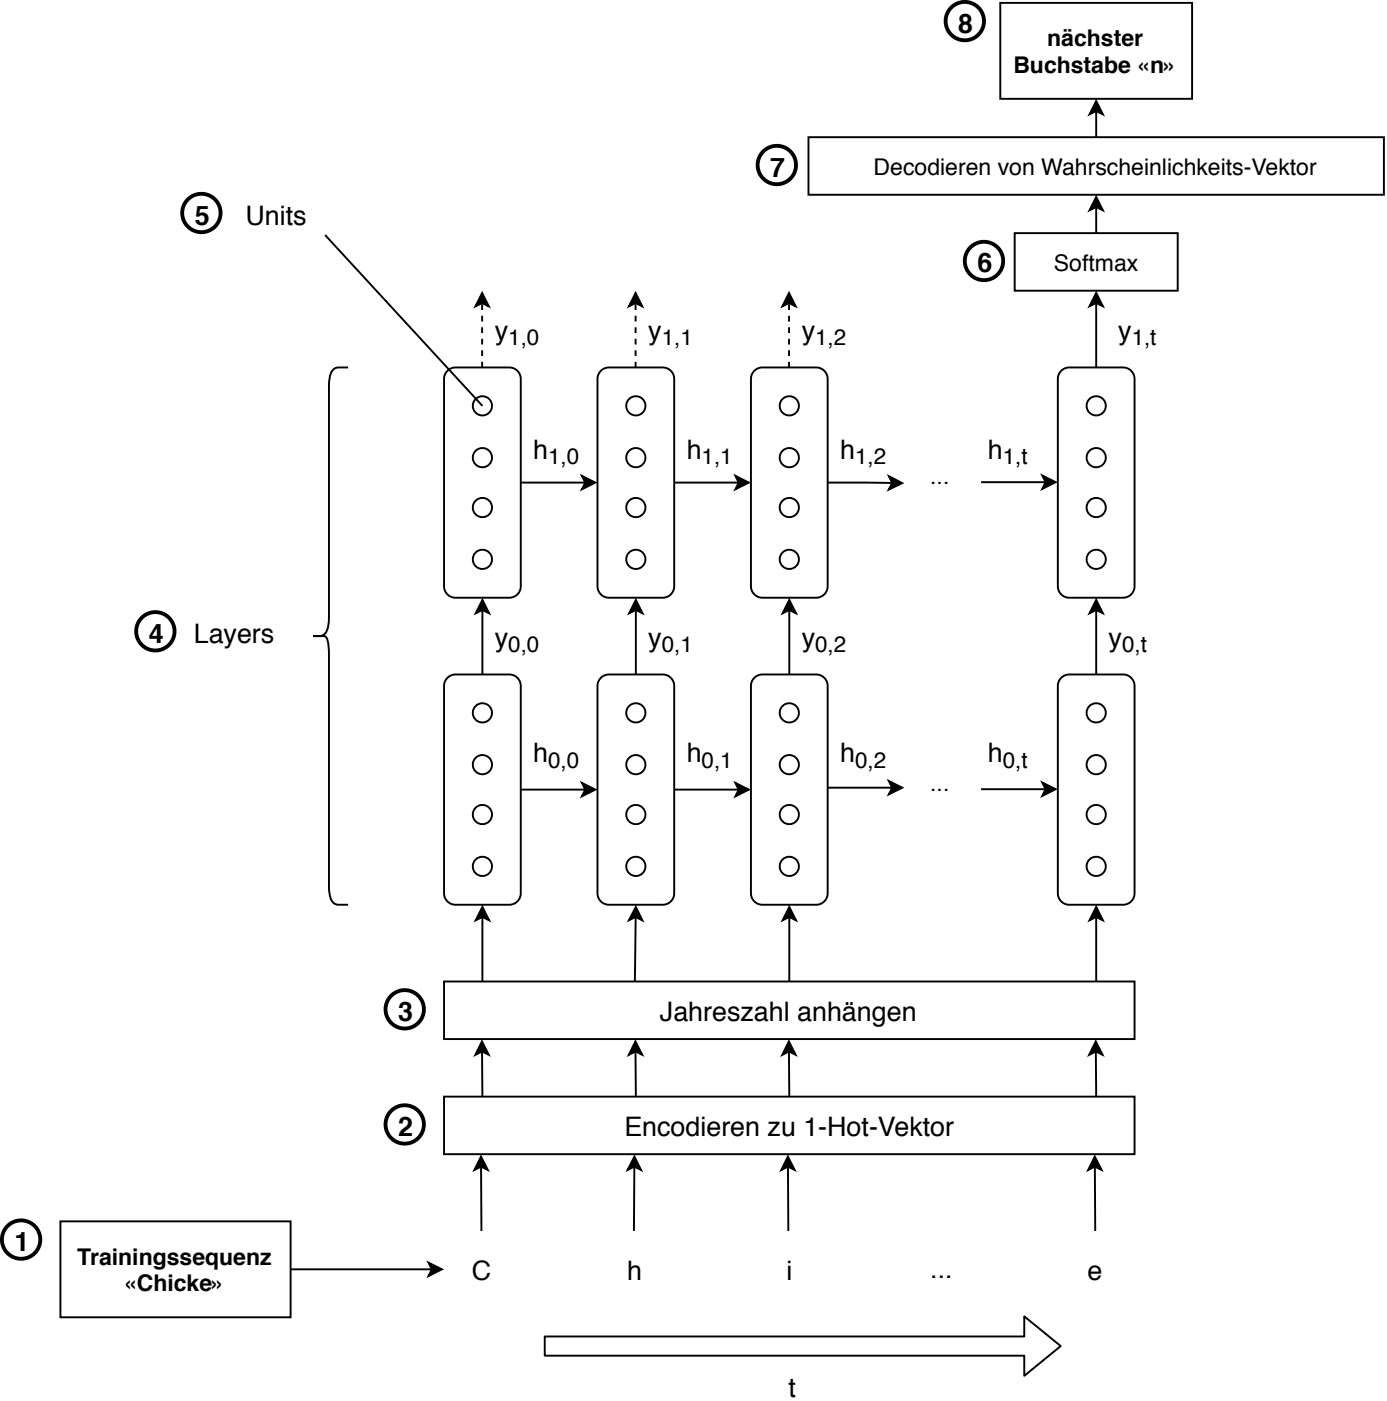 8
nächster
Buchstabe «n»
7
Decodieren von Wahrscheinlichkeits-Vektor
5 Units
6
Softmax
y1,0 y1,1 y1,2 y1,t
h1,0 h1,1 h1,2 ... h1,t
4 Layers
y0,0 y0,1 y0,2 y0,t
h0,0 h0,1 h0,2 ... h0,t
3
Jahreszahl anhängen
2
Encodieren zu 1-Hot-Vektor
1
Trainingssequenz
«Chicke»
C h i ... e
t